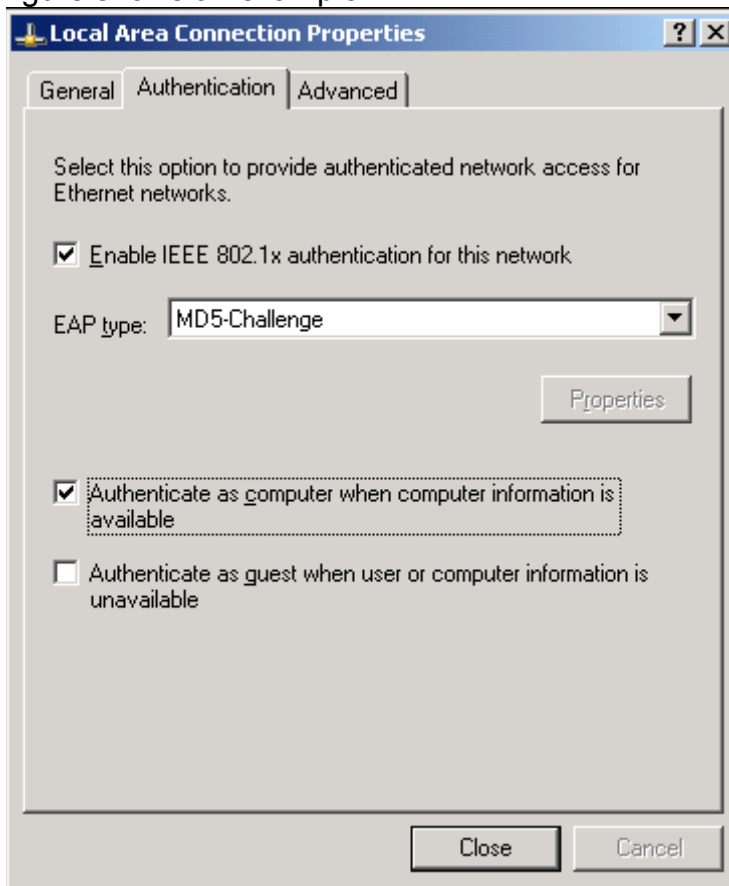 Local Area Connection Properties
General Authentication Advanced
Select this option to provide authenticated network access for
Ethernet networks.
Enable IEEE 802.1x authentication for this network
EAP type: MD5-Challenge
Properties
Authenticate as computer when computer information is
available
Authenticate as guest when user or computer information is
unavailable
Close Cancel